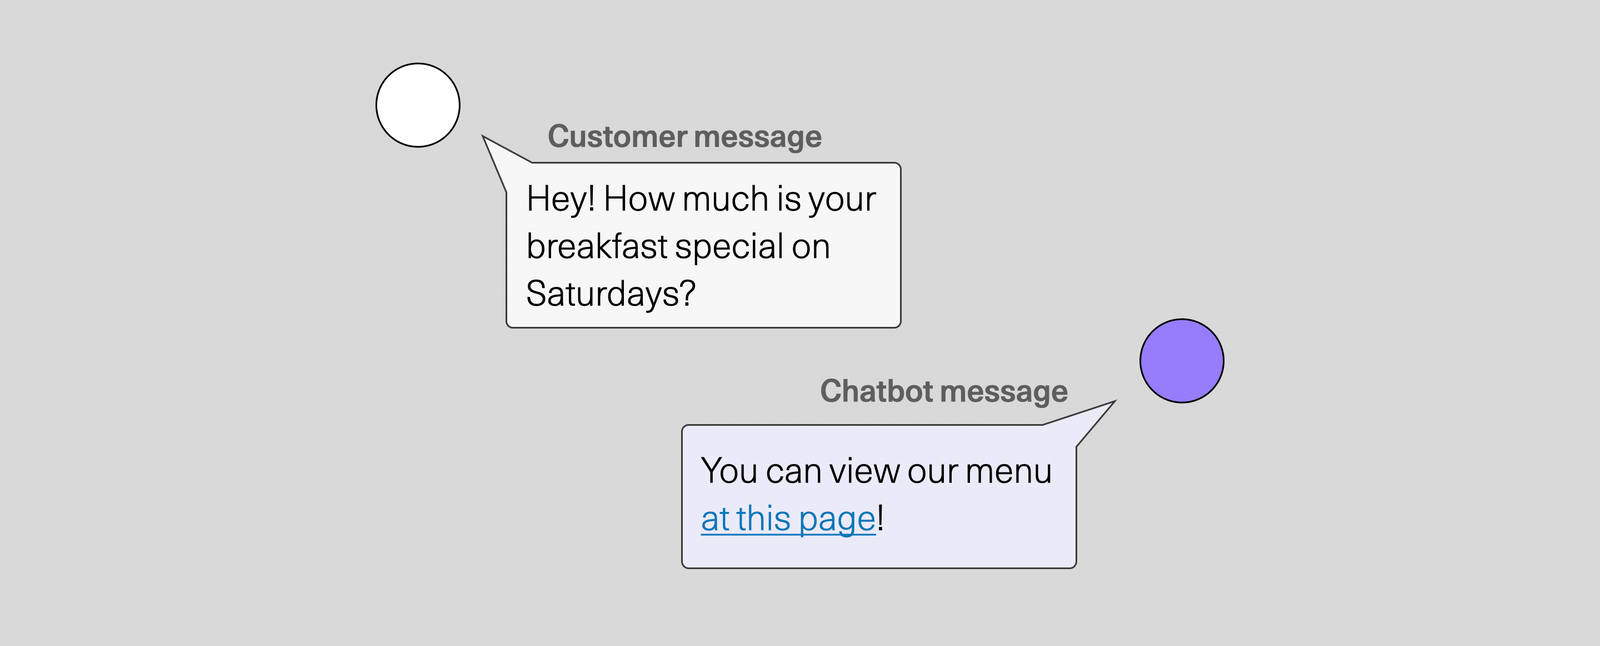 Customer message
Hey! How much is your
breakfast special on
Saturdays?
Chatbot message
You can view our menu
at this page!